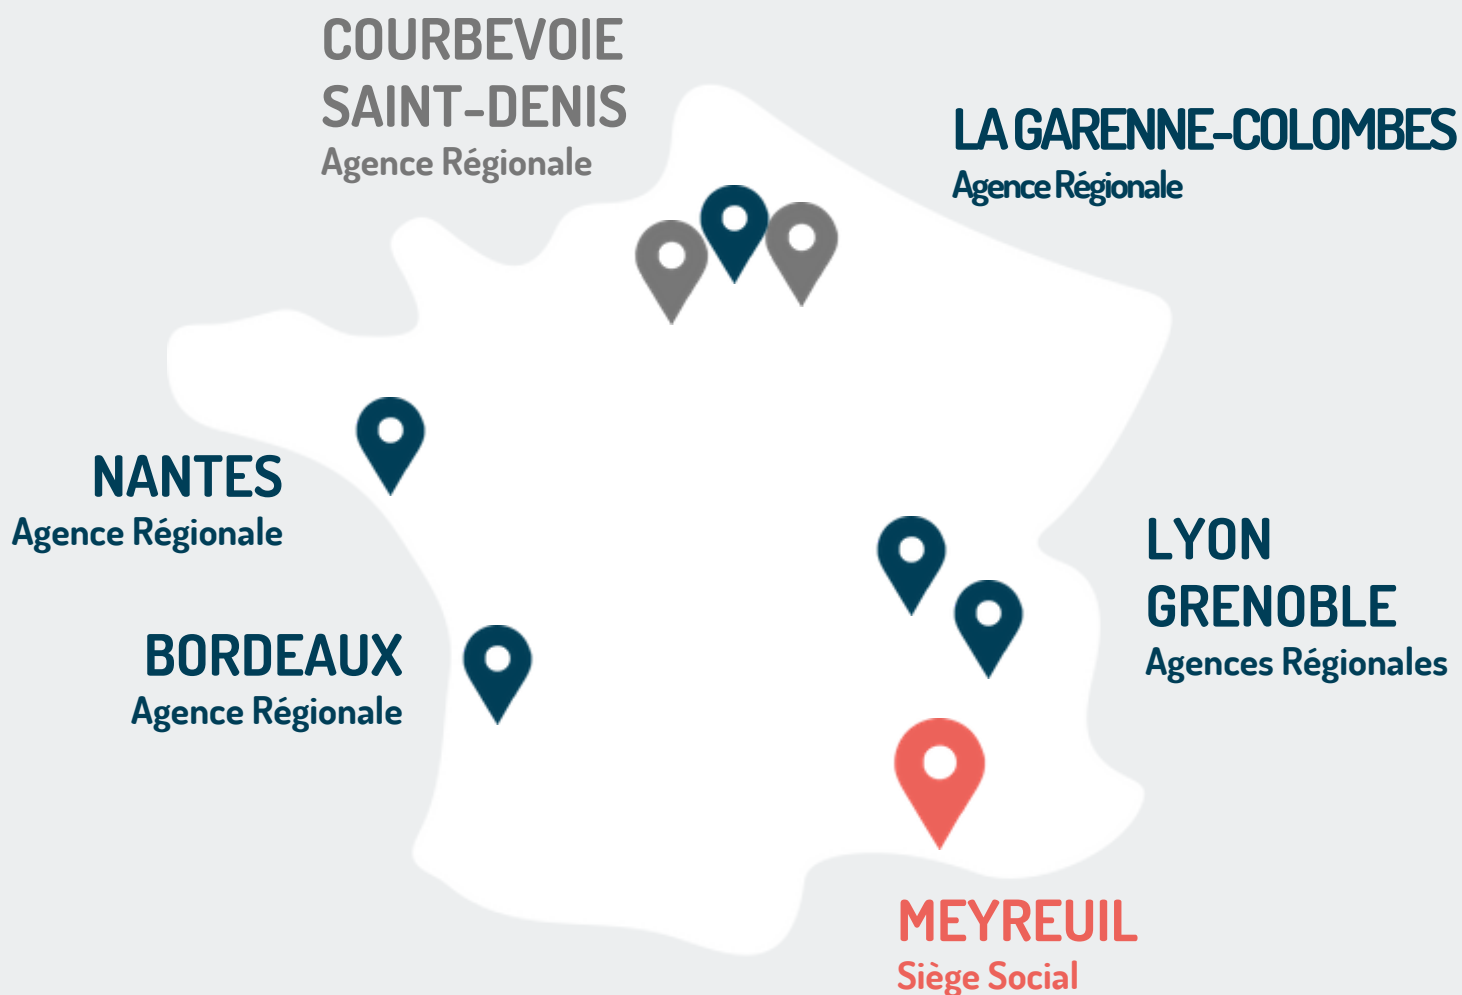 COURBEVOIE
SAINT-DENIS
Agence Régionale
LA GARENNE-COLOMBES
Agence Régionale
NANTES
Agence Régionale
BORDEAUX
Agence Régionale
LYON
GRENOBLE
Agences Régionales
MEYREUIL
Siège Social